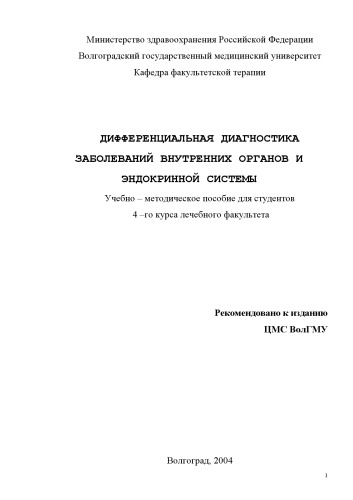 Министерство здравоохранения Российской Федерации
Волгоградский государственный медицинский университет
Кафедра факультетской терапии
ДИФФЕРЕНЦИАЛЬНАЯ ДИАГНОСТИКА
ЗАБОЛЕВАНИЙ ВНУТРЕННИХ ОРГАНОВ И
ЭНДОКРИННОЙ СИСТЕМЫ
Учебно – методическое пособие для студентов
4 –го курса лечебного факультета
Рекомендовано к изданию
ЦМС ВолГМУ
Волгоград, 2004
1